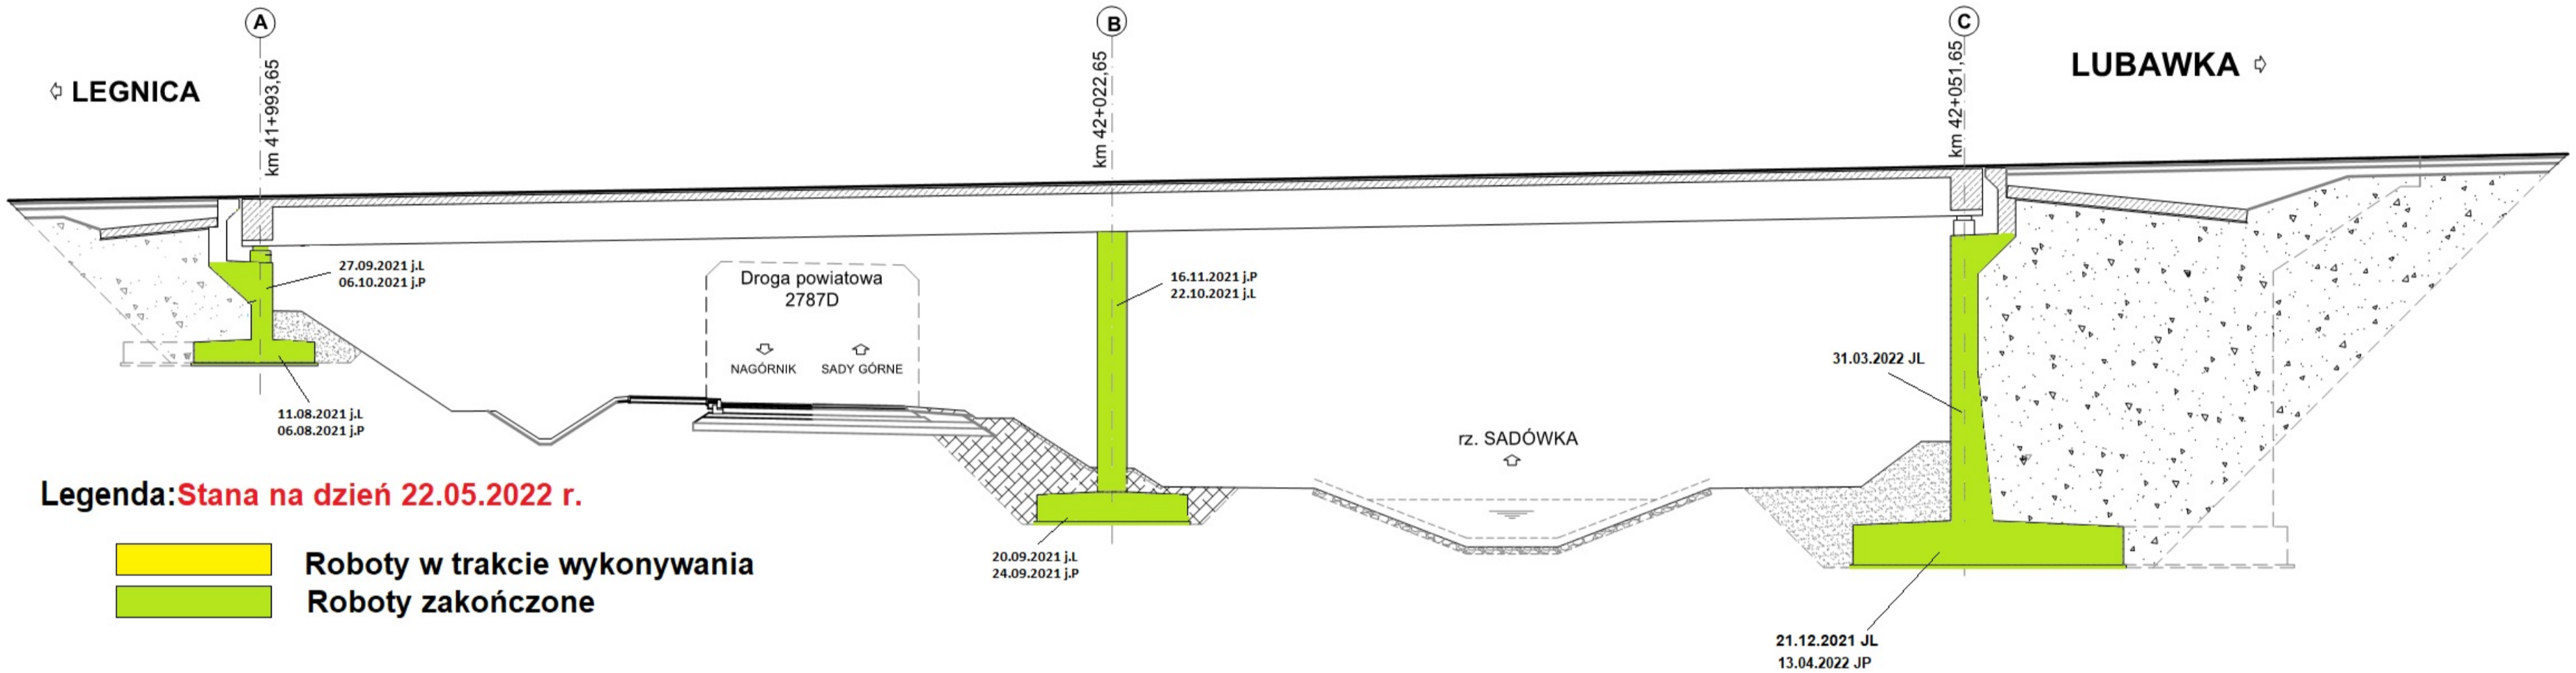 A
B
C
km 41+993,65
km 42+022,65
km 42+051,65
LEGNICA
LUBAWKA
27.09.2021 j.L
06.10.2021 j.P
Droga powiatowa
2787D
NAGÓRNIK SADY GÓRNE
16.11.2021 j.P
22.10.2021 j.L
31.03.2022 JL
11.08.2021 j.L
06.08.2021 j.P
rz. SADÓWKA
Legenda:Stana na dzień 22.05.2022 r.
20.09.2021 j.L
24.09.2021 j.P
Roboty w trakcie wykonywania
Roboty zakończone
21.12.2021 JL
13.04.2022 JP